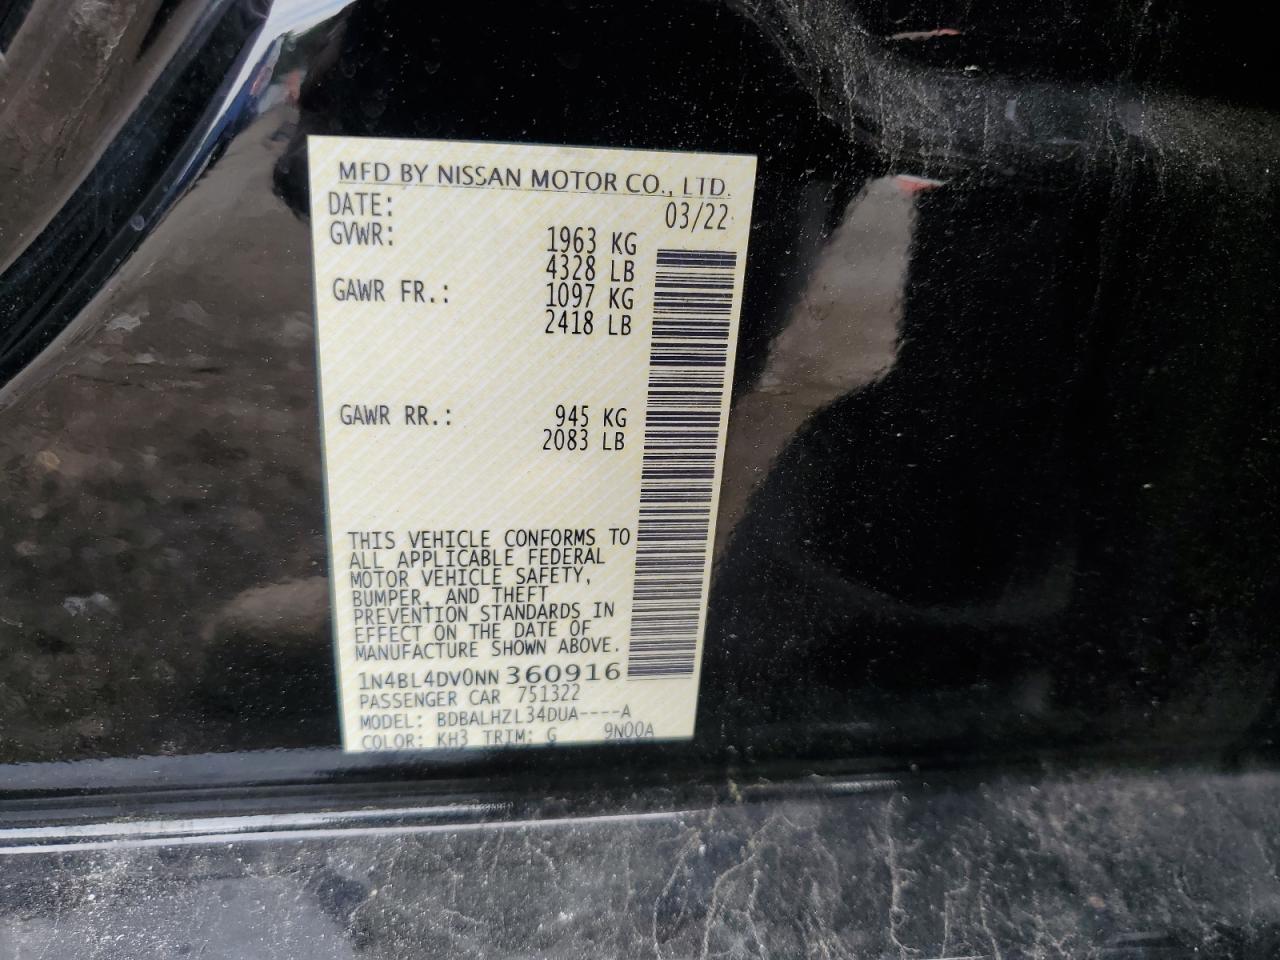 MFD BY NISSAN MOTOR CO., LTD.
DATE: 03/22
GVWR: 1963 KG
4328 LB
GAWR FR.: 1097 KG
2418 LB
GAWR RR.: 945 KG
2083 LB
THIS VEHICLE CONFORMS TO
ALL APPLICABLE FEDERAL
MOTOR VEHICLE SAFETY,
BUMPER, AND THEFT
PREVENTION STANDARDS IN
EFFECT ON THE DATE OF
MANUFACTURE SHOWN ABOVE.
1N4BL4DV0NN360916
PASSENGER CAR 751322
MODEL: BDBALHZL34DUA----A
COLOR: KH3 TRIM: G 9N00A